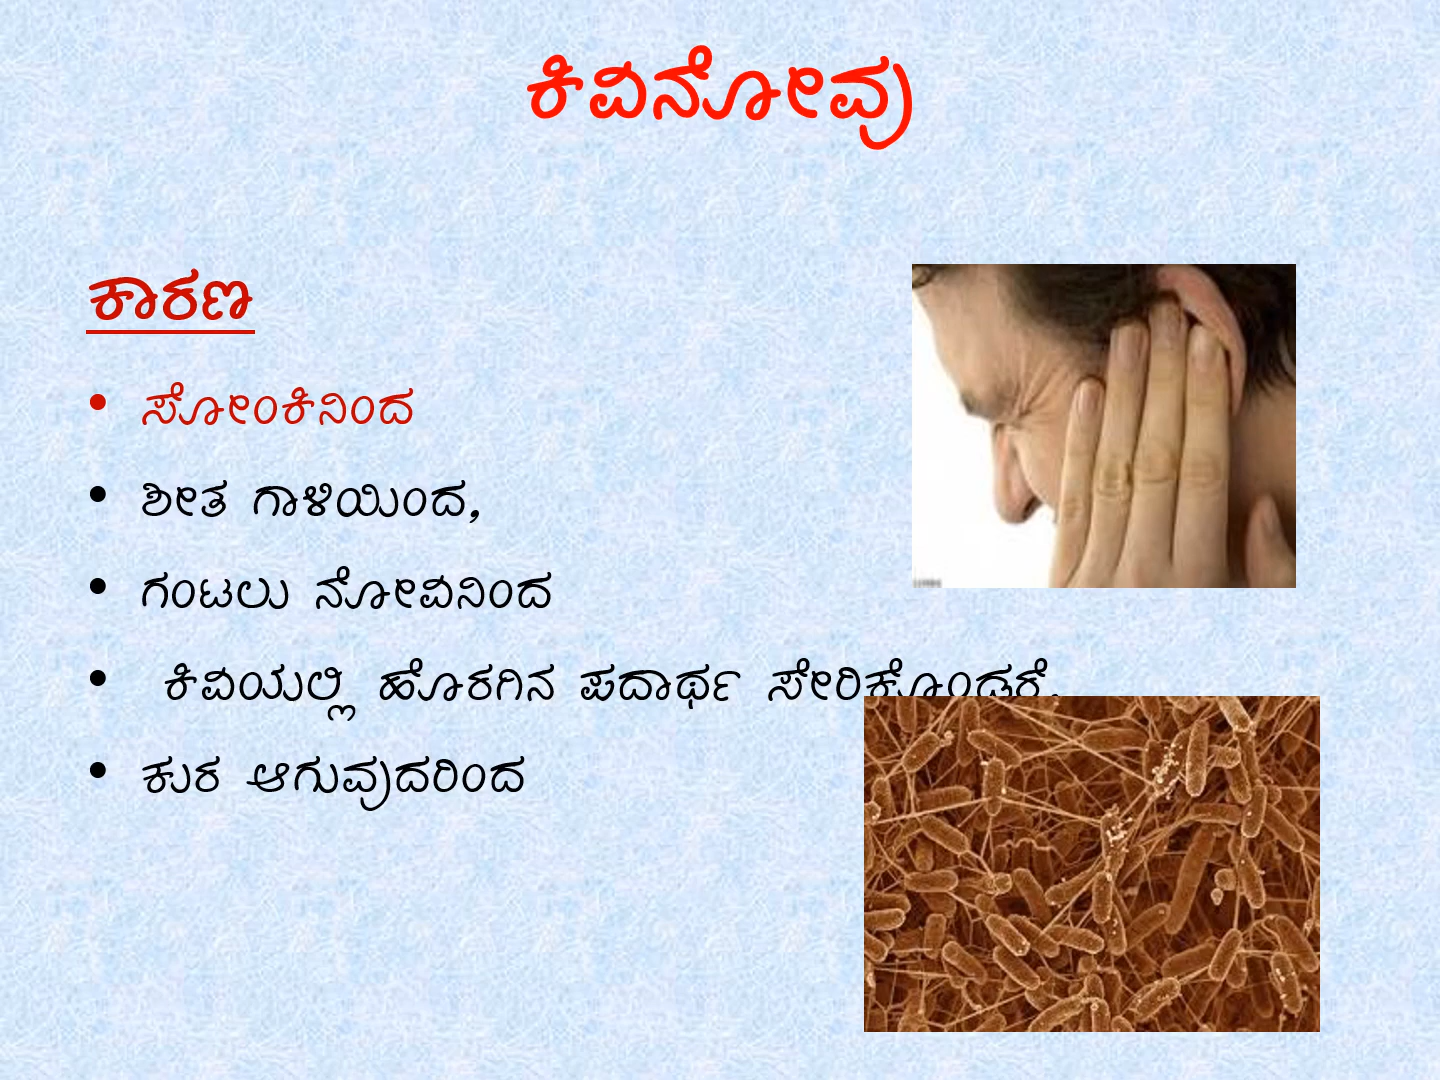 ಕಿವಿನೋವು
ಕಾರಣ
• ಸೋಂಕಿನಿಂದ
• ಶೀತ ಗಾಳಿಯಿಂದ,
• ಗಂಟಲು ನೋವಿನಿಂದ
• ಕಿವಿಯಲ್ಲಿ ಹೊರಗಿನ ಪದಾರ್ಥ ಸೇರಿಕೊಂಡರೆ.
• ಕುರ ಆಗುವುದರಿಂದ